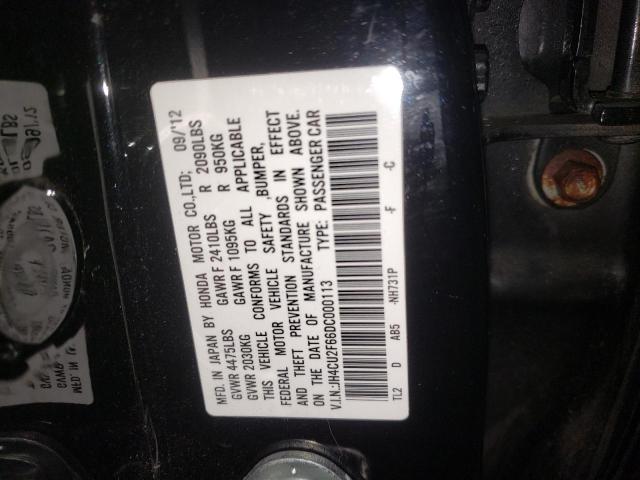 MFD. IN JAPAN BY HONDA MOTOR CO.,LTD; 09/'12
GVWR 4475LBS GAWR F 2410LBS R 2090LBS
GVWR 2030KG GAWR F 1095KG R 950KG
THIS VEHICLE CONFORMS TO ALL APPLICABLE
FEDERAL MOTOR VEHICLE SAFETY ,BUMPER,
AND THEFT PREVENTION STANDARDS IN EFFECT
ON THE DATE OF MANUFACTURE SHOWN ABOVE.
V.I.N.:JH4CU2F66DC000113 TYPE: PASSENGER CAR
TL2 D AB5 -NH731P -F -C